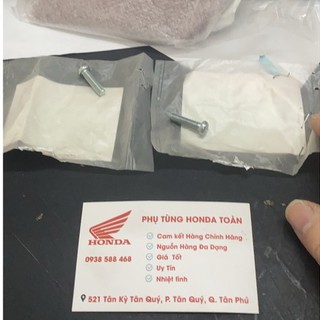 PHỤ TÙNG HONDA TOÀN
Cam kết Hàng Chính Hãng
Nguồn Hàng Đa Dạng
Giá Tốt
Uy Tín
Nhiệt tình
HONDA
0938 588 468
521 Tân Kỳ Tân Quý, P. Tân Quý, Q. Tân Phú